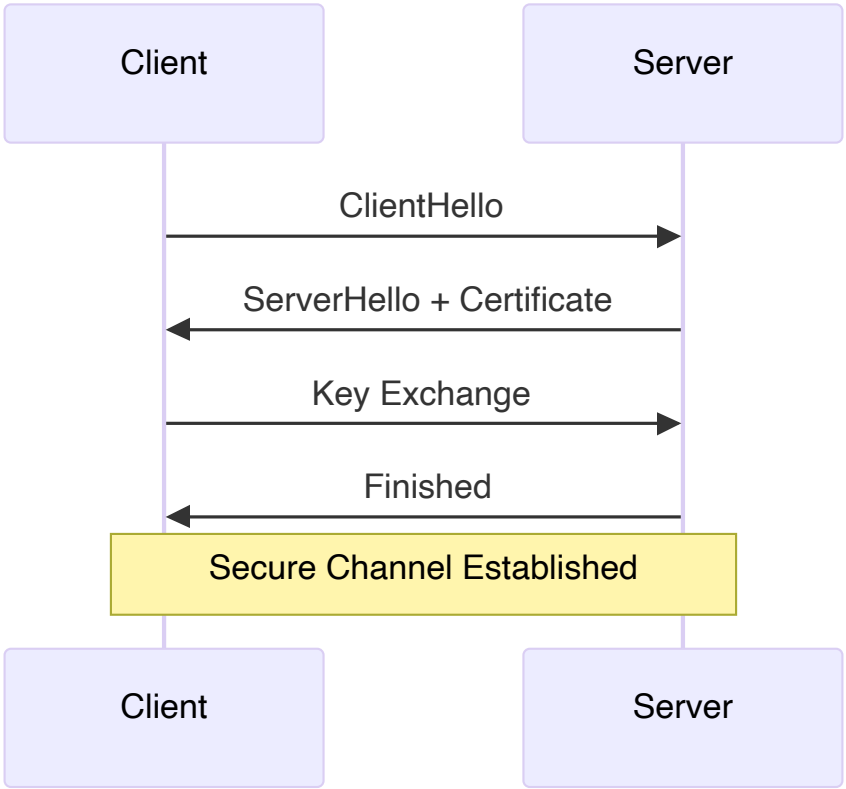 Client
Server
ClientHello
ServerHello + Certificate
Key Exchange
Finished
Secure Channel Established
Client
Server